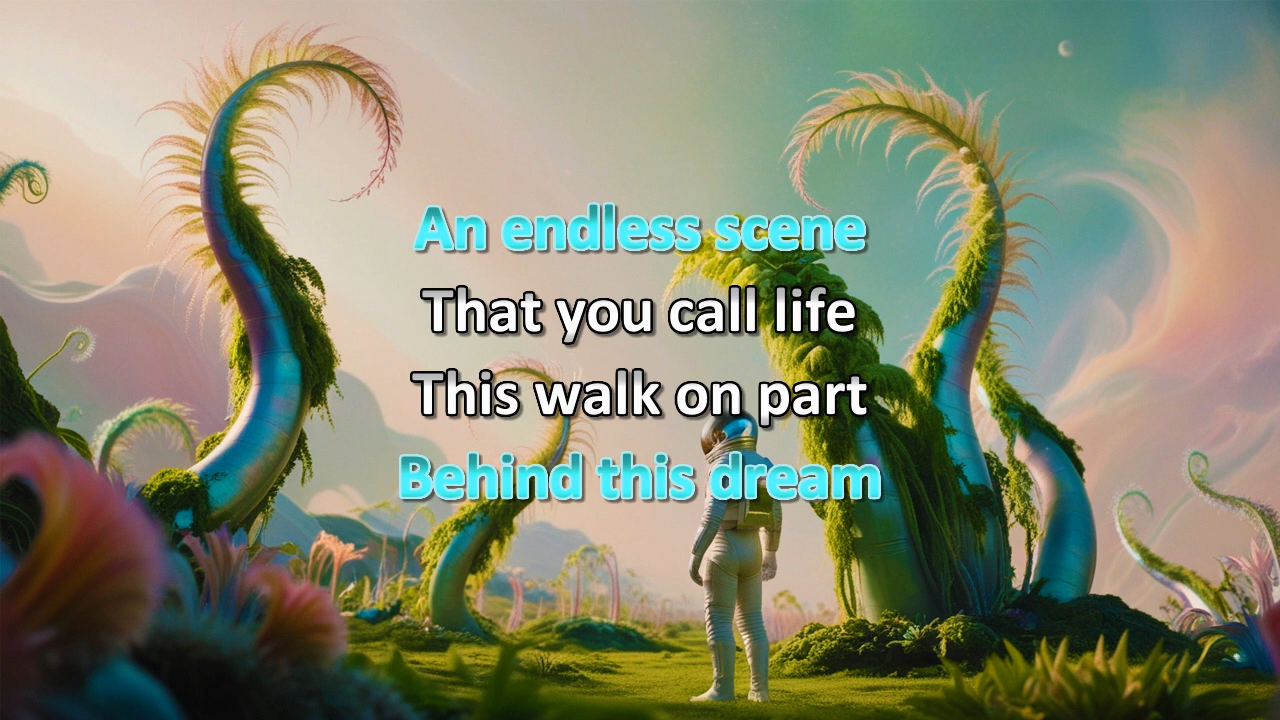 An endless scene
That you call life
This walk on part
Behind this dream